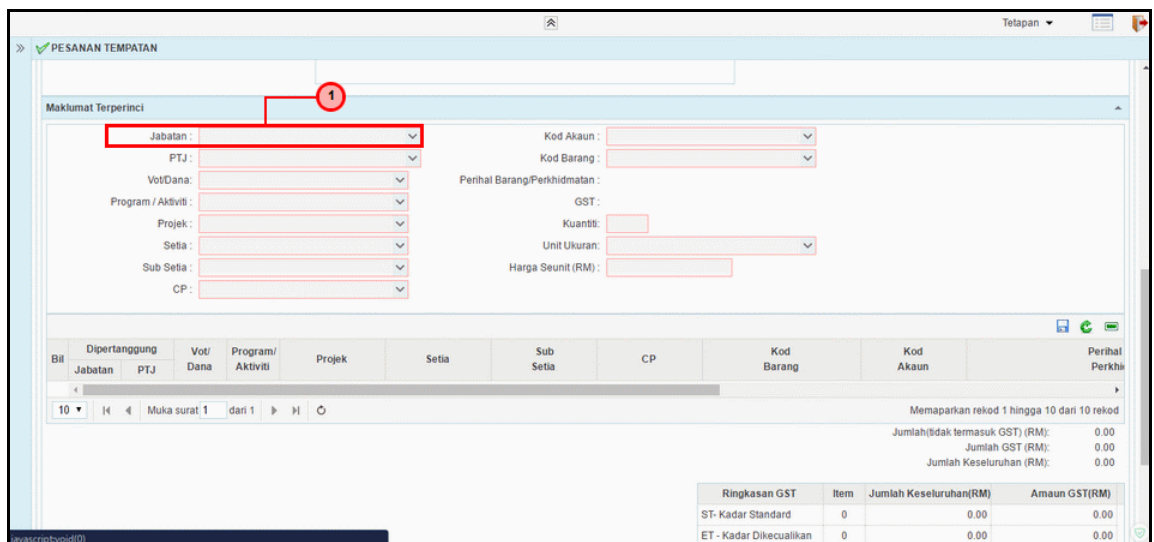 Tetapan
PESANAN TEMPATAN
1
Maklumat Terperinci
Jabatan :
Kod Akaun :
PTJ :
Kod Barang :
Vot/Dana:
Perihal Barang/Perkhidmatan :
Program / Aktiviti :
GST :
Projek :
Kuantiti:
Setia :
Unit Ukuran:
Sub Setia :
Harga Seunit (RM) :
CP :
Bil
Dipertanggung
Jabatan PTJ
Vot/
Dana
Program/
Aktiviti
Projek
Setia
Sub
Setia
CP
Kod
Barang
Kod
Akaun
Perihal
10 Muka surat 1 dari 1
Memaparkan rekod 1 hingga 10 dari 10 rekod
Jumlah(tidak termasuk GST) (RM): 0.00
Jumlah GST (RM): 0.00
Jumlah Keseluruhan (RM): 0.00
Ringkasan GST Item Jumlah Keseluruhan(RM) Amaun GST(RM)
ST- Kadar Standard 0 0.00 0.00
ET - Kadar Dikecualikan 0 0.00 0.00
javascript:void(0)